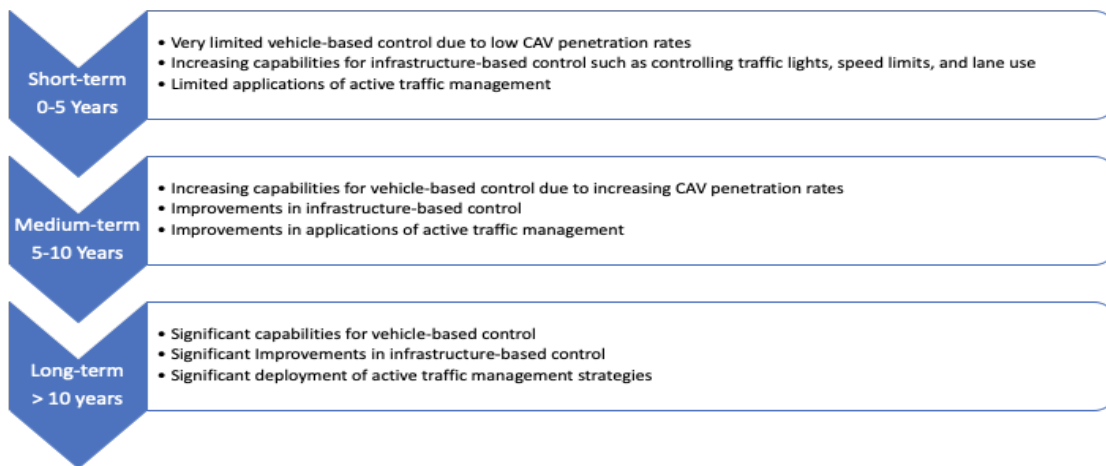 Short-term
0-5 Years
• Very limited vehicle-based control due to low CAV penetration rates
• Increasing capabilities for infrastructure-based control such as controlling traffic lights, speed limits, and lane use
• Limited applications of active traffic management
Medium-term
5-10 Years
• Increasing capabilities for vehicle-based control due to increasing CAV penetration rates
• Improvements in infrastructure-based control
• Improvements in applications of active traffic management
Long-term
> 10 years
• Significant capabilities for vehicle-based control
• Significant Improvements in infrastructure-based control
• Significant deployment of active traffic management strategies